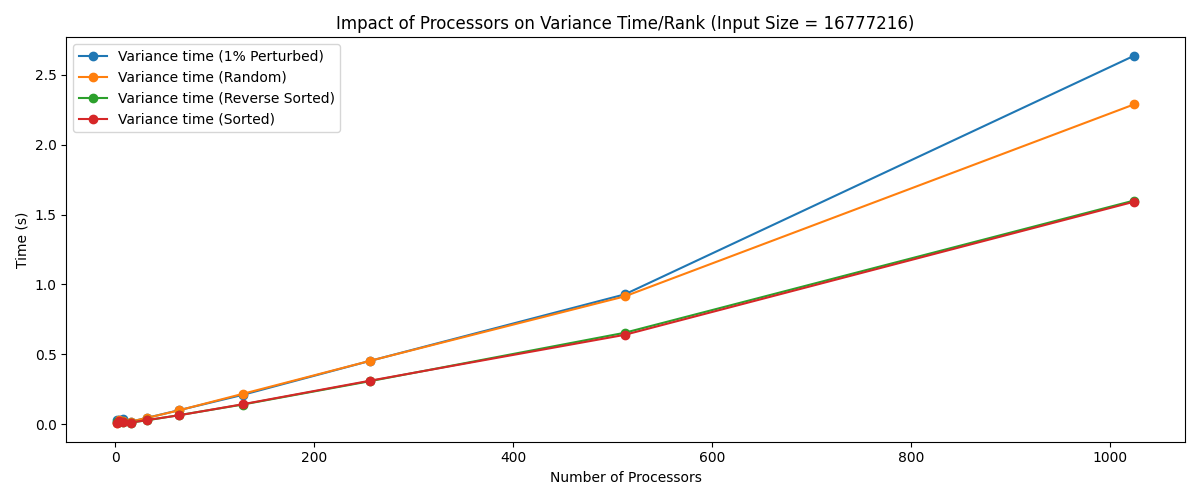 Impact of Processors on Variance Time/Rank (Input Size = 16777216)
Variance time (1% Perturbed)
Variance time (Random)
Variance time (Reverse Sorted)
Variance time (Sorted)
Time (s)
2.5
2.0
1.5
1.0
0.5
0.0
0 200 400 600 800 1000
Number of Processors